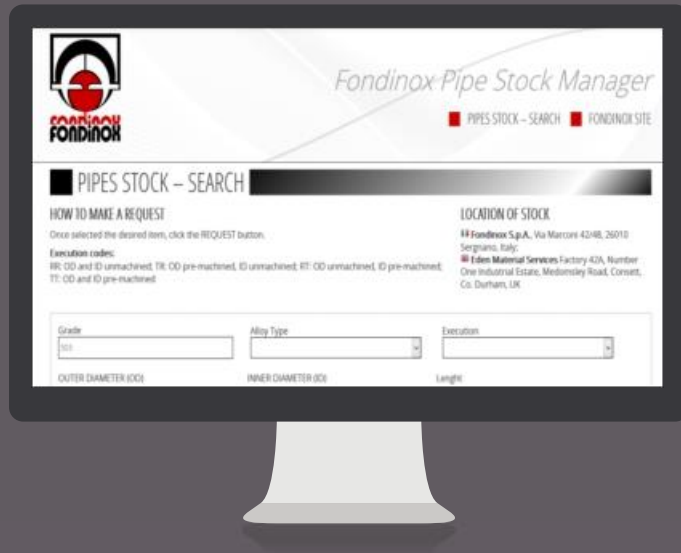 FONDINOX
FONDINOX
Fondinox Pipe Stock Manager
PIPES STOCK – SEARCH FONDINOX SITE
PIPES STOCK – SEARCH
HOW TO MAKE A REQUEST
Once selected the desired item, click the REQUEST button.
Execution codes:
RR: OD and ID unmachined; TR: OD pre-machined, ID unmachined; RT: OD unmachined, ID pre-machined;
TT: OD and ID pre-machined
LOCATION OF STOCK
Fondinox S.p.A., Via Marconi 42/48, 26010
Sergnano, Italy;
Eden Material Services Factory 42A, Number
One Industrial Estate, Medomsley Road, Consett,
Co. Durham, UK
Grade Alloy Type Execution
OUTER DIAMETER (OD) INNER DIAMETER (ID) Lenght